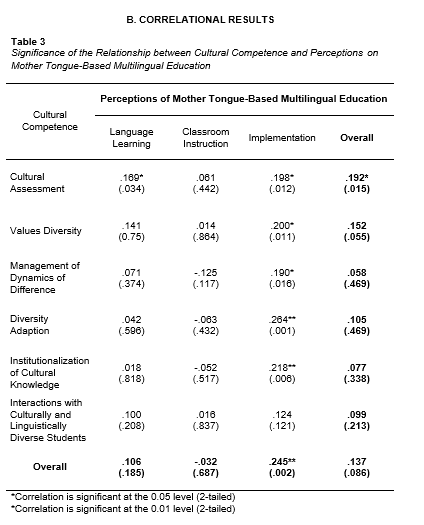 B. CORRELATIONAL RESULTS
Table 3
Significance of the Relationship between Cultural Competence and Perceptions on
Mother Tongue-Based Multilingual Education
Cultural
Competence
Perceptions of Mother Tongue-Based Multilingual Education
Language
Learning
Classroom
Instruction
Implementation
Overall
Cultural
Assessment
.169* .061 .198* .192*
(.034) (.442) (.012) (.015)
Values Diversity
.141 .014 .200* .152
(0.75) (.864) (.011) (.055)
Management of
Dynamics of
Difference
.071 -.125 .190* .058
(.374) (.117) (.016) (.469)
Diversity
Adaption
.042 -.063 .264** .105
(.596) (.432) (.001) (.469)
Institutionalization
of Cultural
Knowledge
.018 -.052 .218** .077
(.818) (.517) (.006) (.338)
Interactions with
Culturally and
Linguistically
Diverse Students
.100 .016 .124 .099
(.208) (.837) (.121) (.213)
Overall
.106 -.032 .245** .137
(.185) (.687) (.002) (.086)
*Correlation is significant at the 0.05 level (2-tailed)
*Correlation is significant at the 0.01 level (2-tailed)